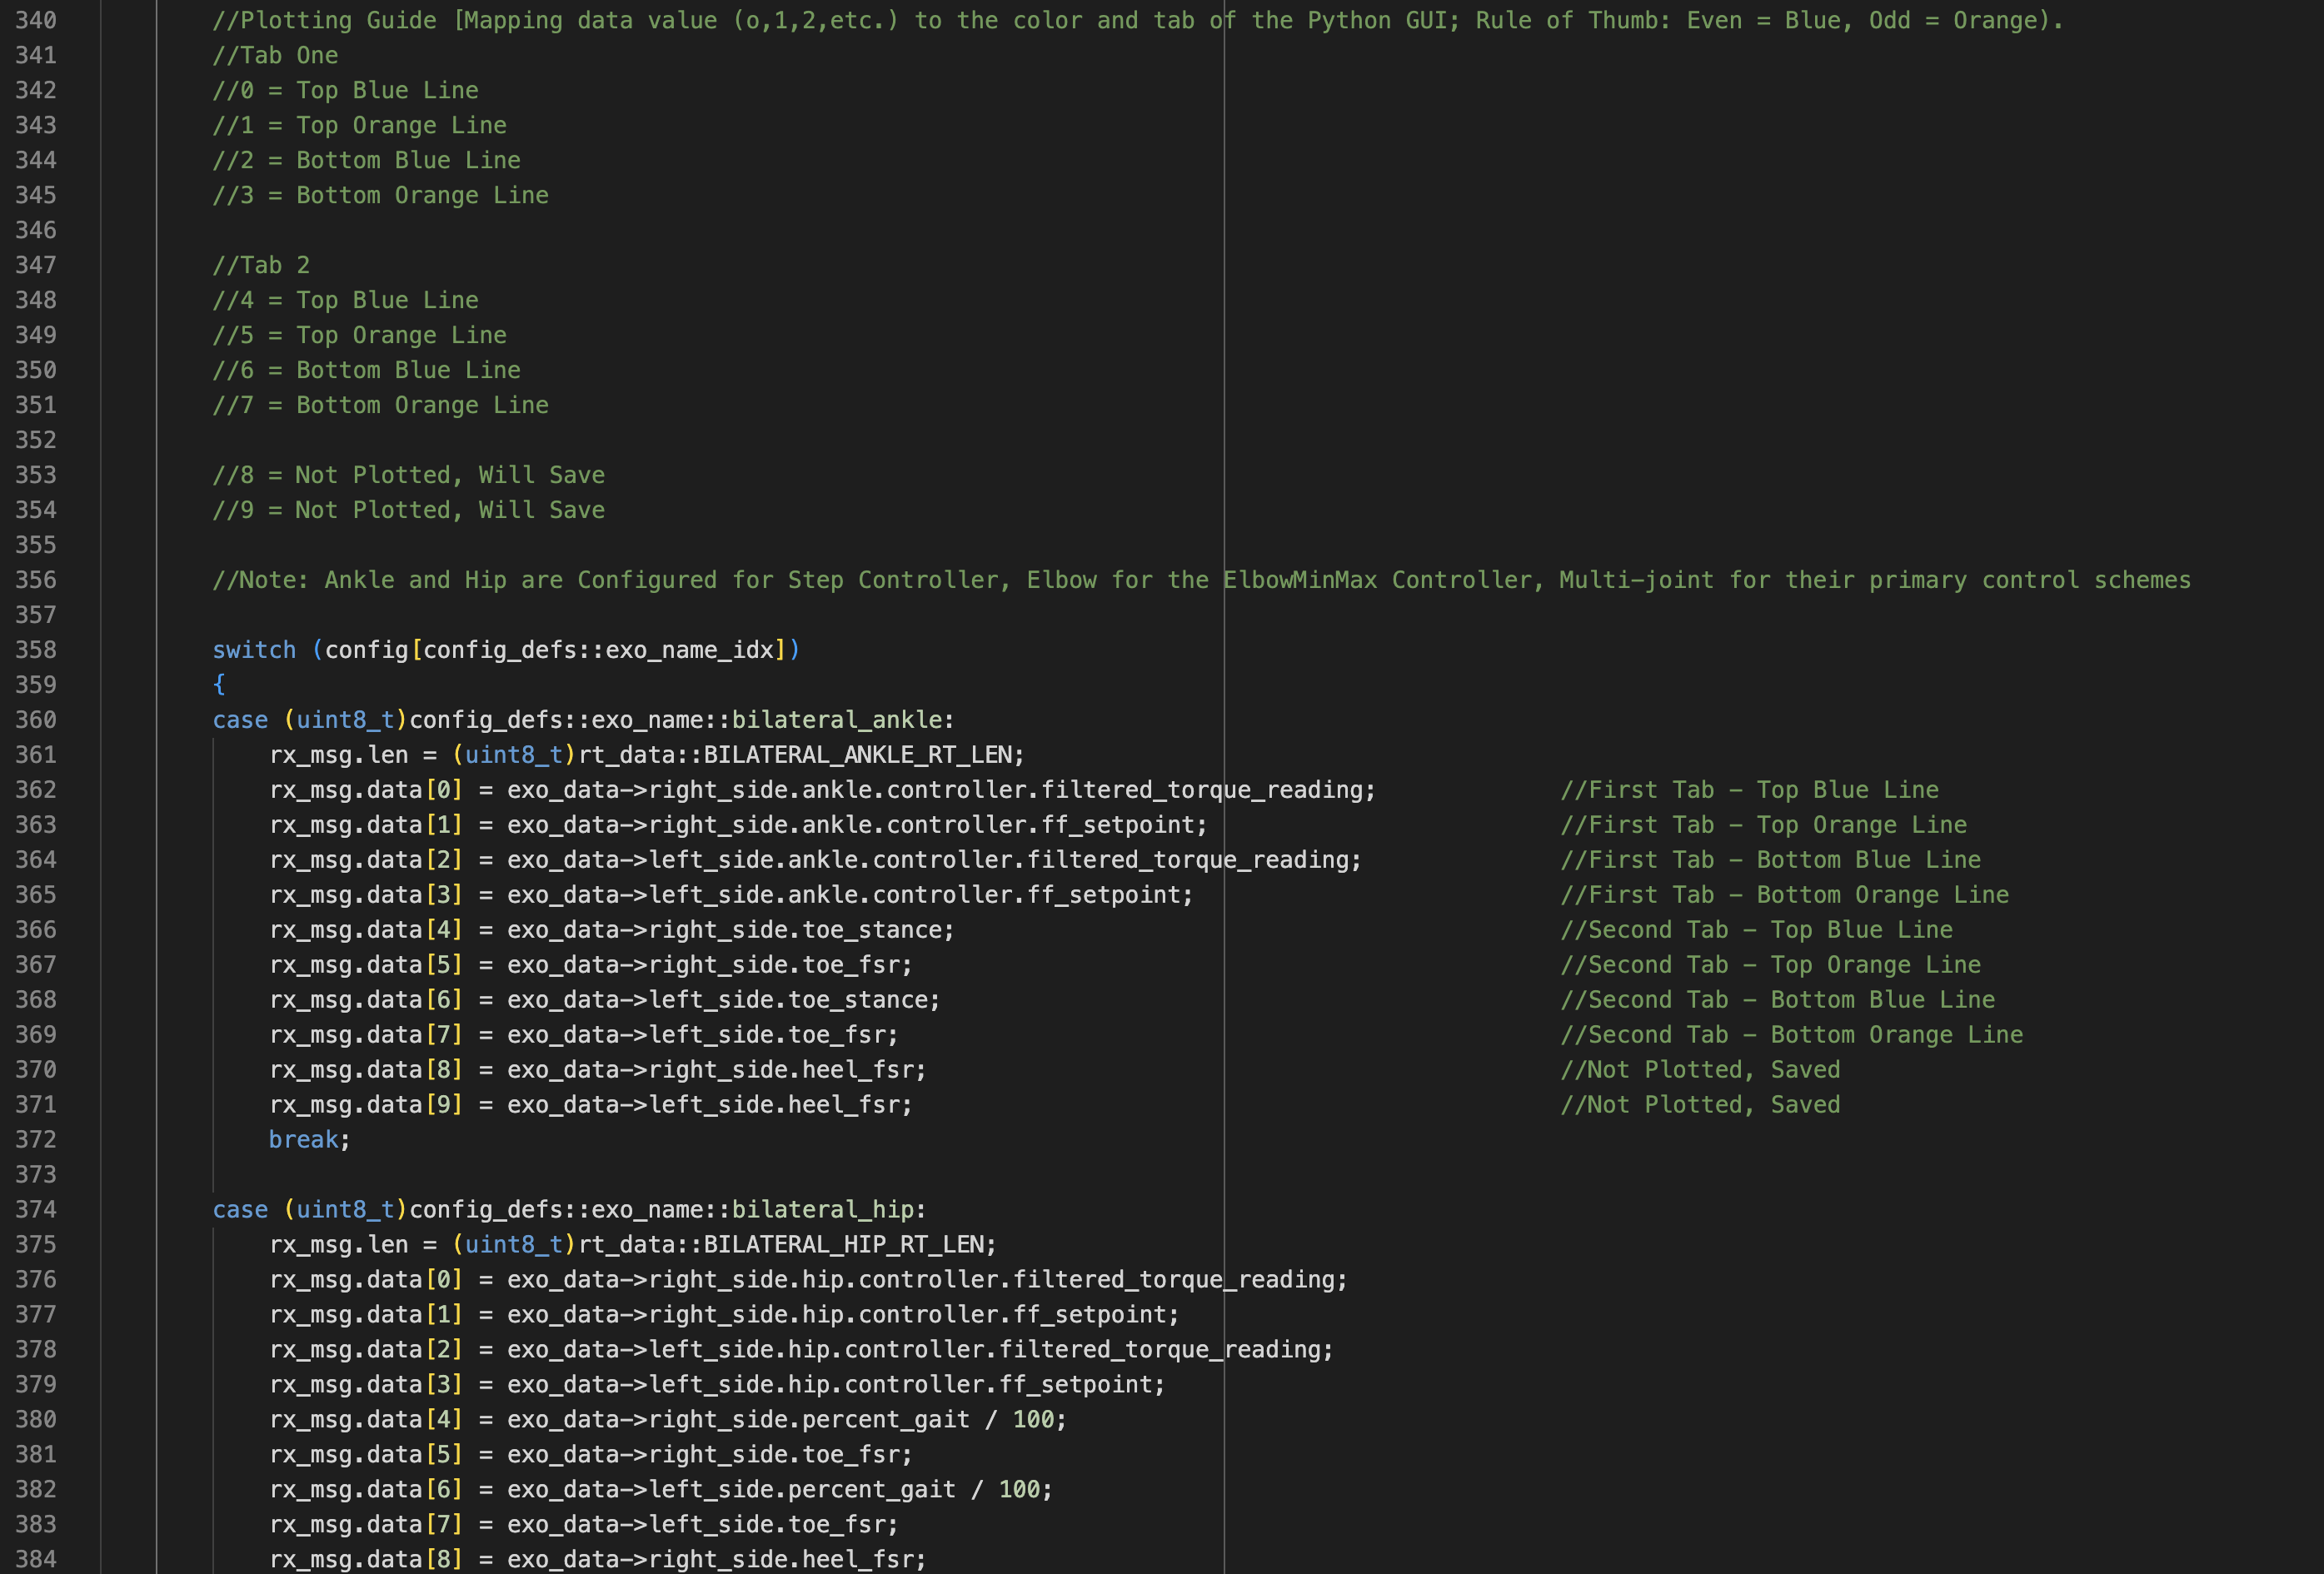 340 //Plotting Guide [Mapping data value (o,1,2,etc.) to the color and tab of the Python GUI; Rule of Thumb: Even = Blue, Odd = Orange).
341 //Tab One
342 //0 = Top Blue Line
343 //1 = Top Orange Line
344 //2 = Bottom Blue Line
345 //3 = Bottom Orange Line
346
347 //Tab 2
348 //4 = Top Blue Line
349 //5 = Top Orange Line
350 //6 = Bottom Blue Line
351 //7 = Bottom Orange Line
352
353 //8 = Not Plotted, Will Save
354 //9 = Not Plotted, Will Save
355
356 //Note: Ankle and Hip are Configured for Step Controller, Elbow for the ElbowMinMax Controller, Multi-joint for their primary control schemes
357
358 switch (config[config_defs::exo_name_idx])
359 {
360 case (uint8_t)config_defs::exo_name::bilateral_ankle:
361 rx_msg.len = (uint8_t)rt_data::BILATERAL_ANKLE_RT_LEN;
362 rx_msg.data[0] = exo_data->right_side.ankle.controller.filtered_torque_reading; //First Tab - Top Blue Line
363 rx_msg.data[1] = exo_data->right_side.ankle.controller.ff_setpoint; //First Tab - Top Orange Line
364 rx_msg.data[2] = exo_data->left_side.ankle.controller.filtered_torque_reading; //First Tab - Bottom Blue Line
365 rx_msg.data[3] = exo_data->left_side.ankle.controller.ff_setpoint; //First Tab - Bottom Orange Line
366 rx_msg.data[4] = exo_data->right_side.toe_stance; //Second Tab - Top Blue Line
367 rx_msg.data[5] = exo_data->right_side.toe_fsr; //Second Tab - Top Orange Line
368 rx_msg.data[6] = exo_data->left_side.toe_stance; //Second Tab - Bottom Blue Line
369 rx_msg.data[7] = exo_data->left_side.toe_fsr; //Second Tab - Bottom Orange Line
370 rx_msg.data[8] = exo_data->right_side.heel_fsr; //Not Plotted, Saved
371 rx_msg.data[9] = exo_data->left_side.heel_fsr; //Not Plotted, Saved
372 break;
373
374 case (uint8_t)config_defs::exo_name::bilateral_hip:
375 rx_msg.len = (uint8_t)rt_data::BILATERAL_HIP_RT_LEN;
376 rx_msg.data[0] = exo_data->right_side.hip.controller.filtered_torque_reading;
377 rx_msg.data[1] = exo_data->right_side.hip.controller.ff_setpoint;
378 rx_msg.data[2] = exo_data->left_side.hip.controller.filtered_torque_reading;
379 rx_msg.data[3] = exo_data->left_side.hip.controller.ff_setpoint;
380 rx_msg.data[4] = exo_data->right_side.percent_gait / 100;
381 rx_msg.data[5] = exo_data->right_side.toe_fsr;
382 rx_msg.data[6] = exo_data->left_side.percent_gait / 100;
383 rx_msg.data[7] = exo_data->left_side.toe_fsr;
384 rx_msg.data[8] = exo_data->right_side.heel_fsr;